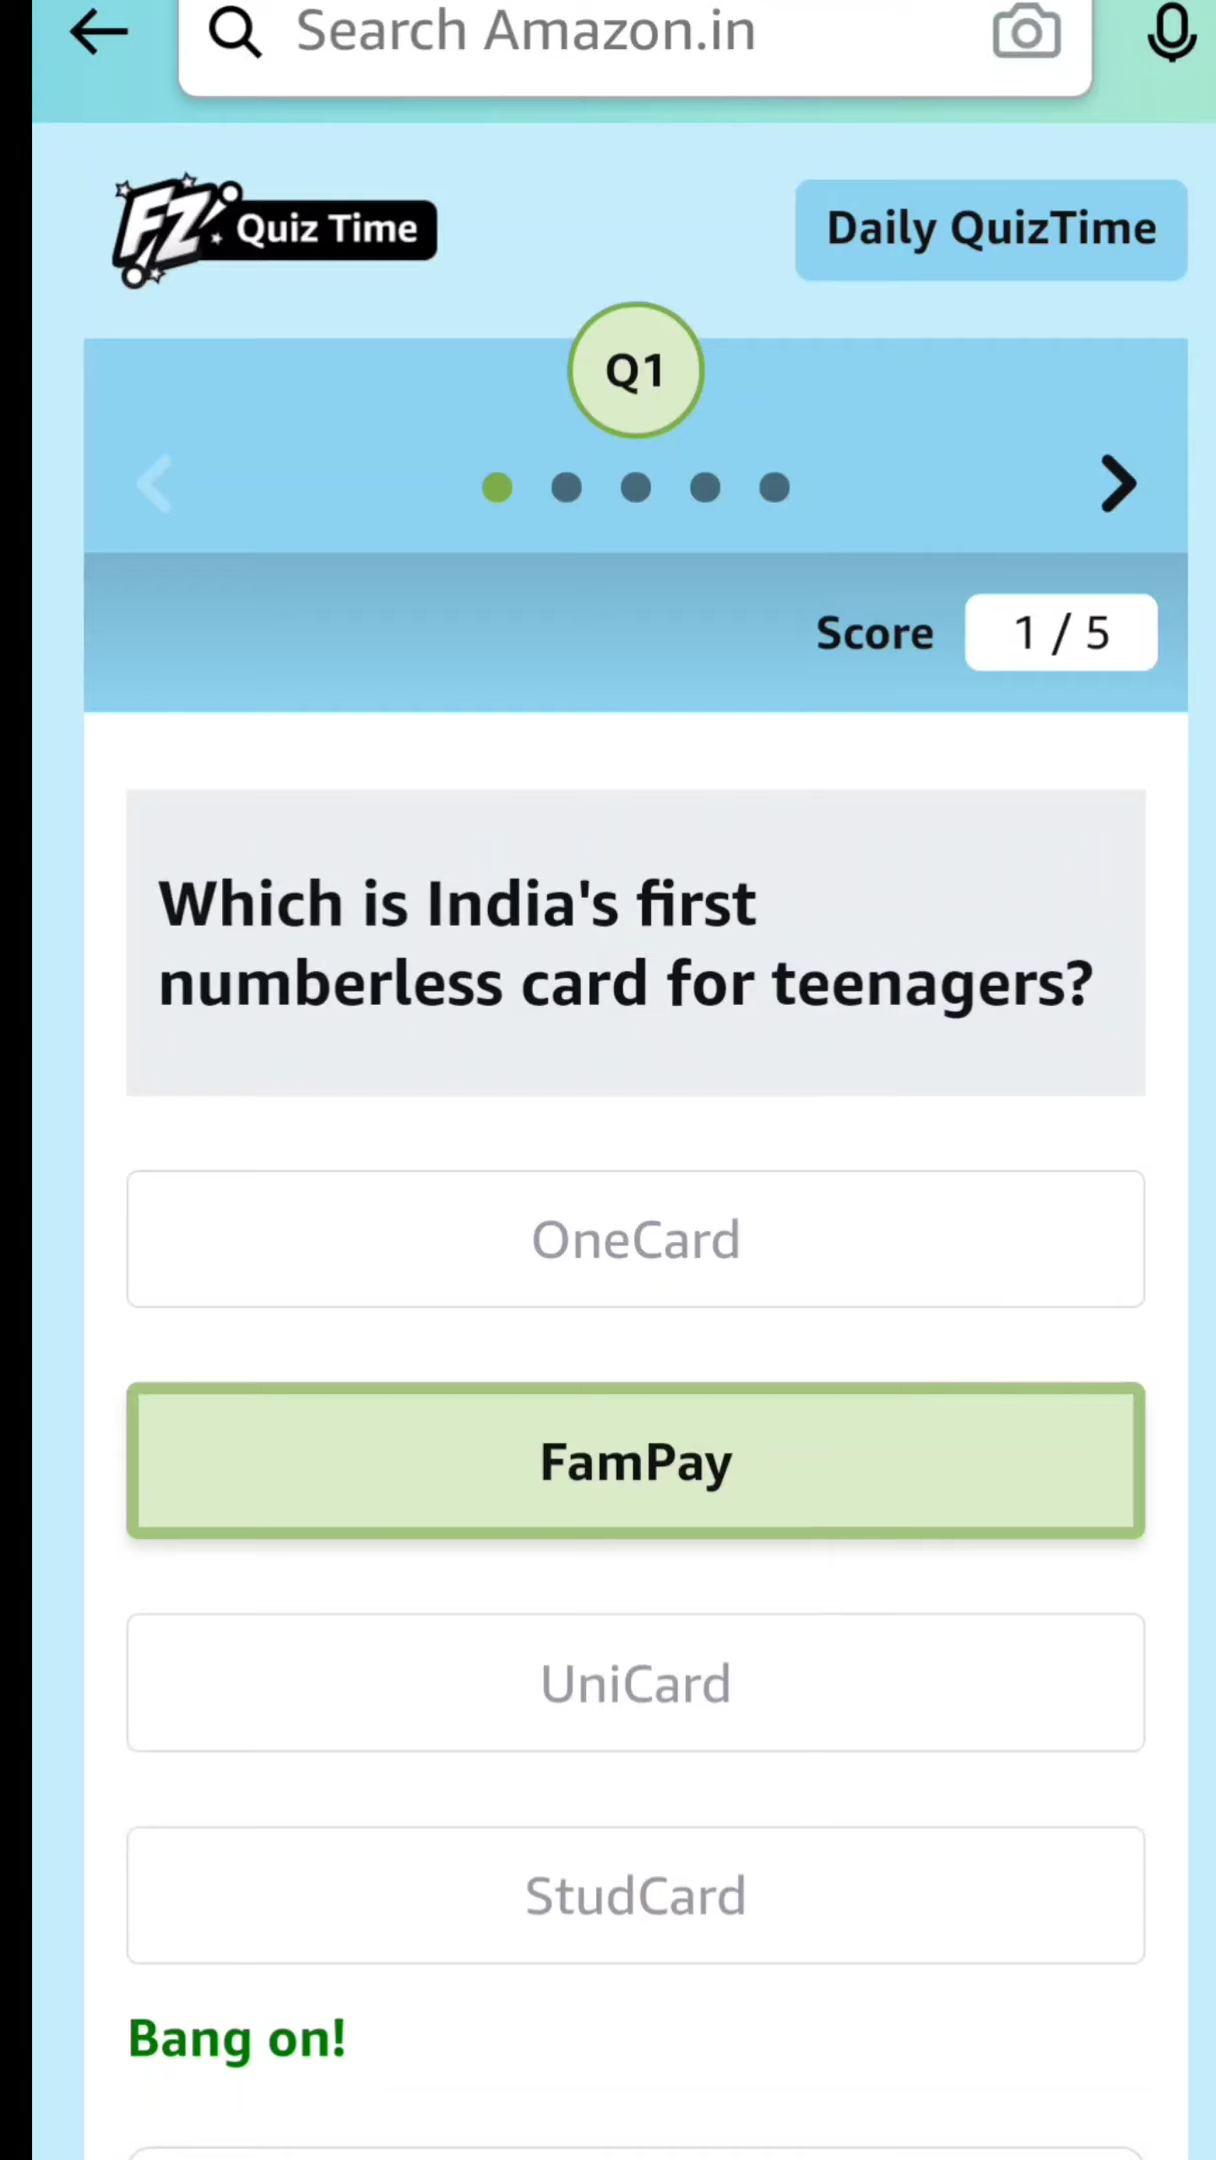 Search Amazon.in
FZ Quiz Time
Daily QuizTime
Q1
Score 1 / 5
Which is India's first
numberless card for teenagers?
OneCard
FamPay
UniCard
StudCard
Bang on!